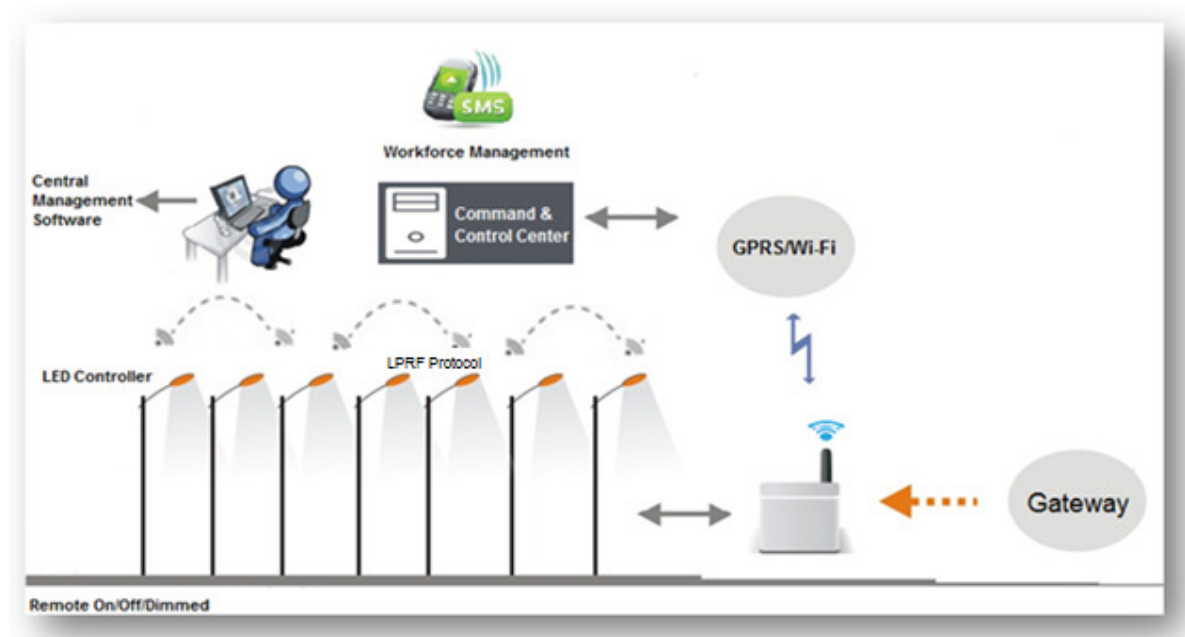 SMS
Workforce Management
Central
Management
Software
Command &
Control Center
GPRS/Wi-Fi
LPRF Protocol
LED Controller
Gateway
Remote On/Off/Dimmed